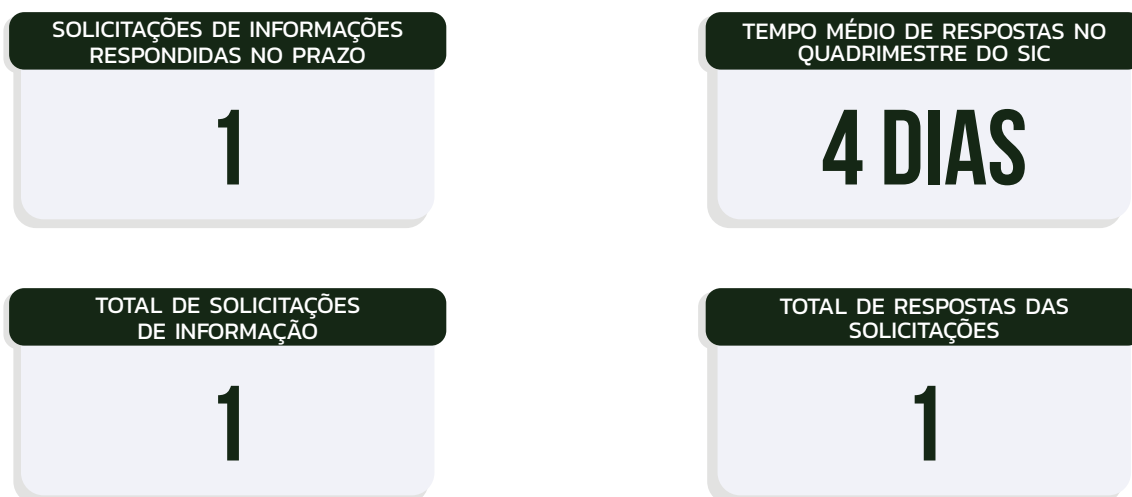 SOLICITAÇÕES DE INFORMAÇÕES
RESPONDIDAS NO PRAZO
1
TEMPO MÉDIO DE RESPOSTAS NO
QUADRIMESTRE DO SIC
4 DIAS
TOTAL DE SOLICITAÇÕES
DE INFORMAÇÃO
1
TOTAL DE RESPOSTAS DAS
SOLICITAÇÕES
1